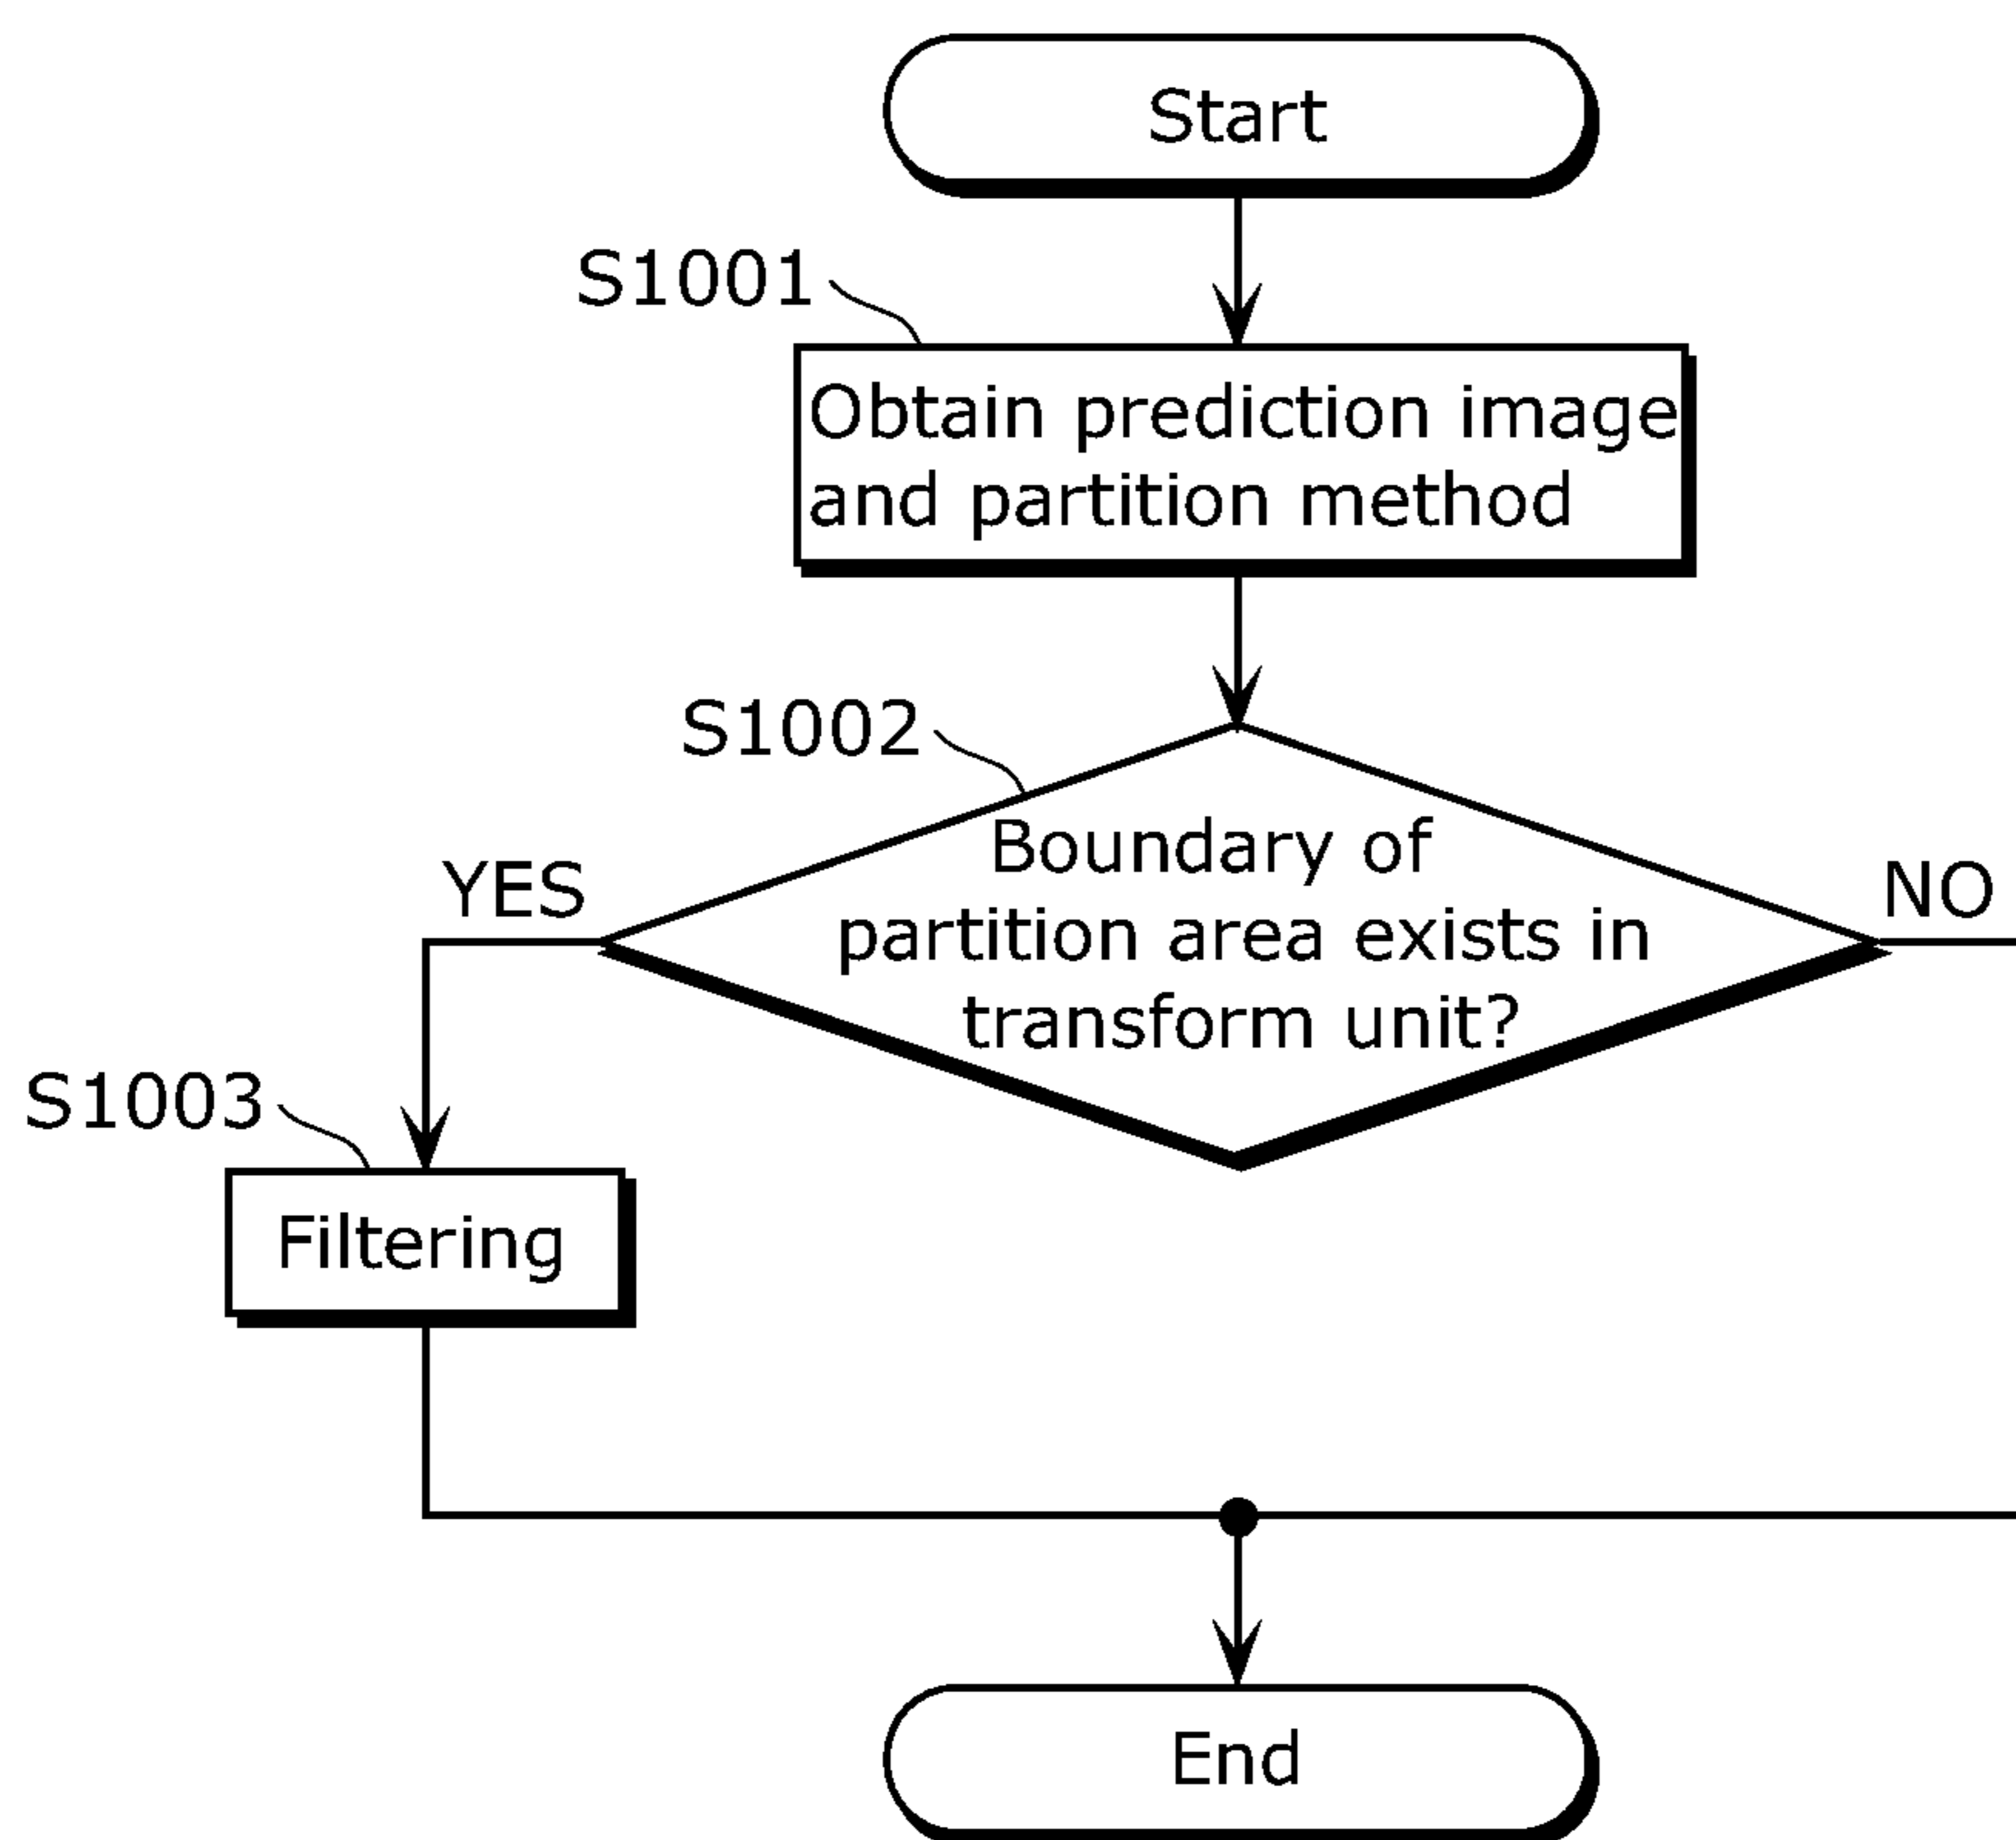 Start
S1001
Obtain prediction image
and partition method
S1002
Boundary of
partition area exists in
transform unit?
YES
NO
S1003
Filtering
End